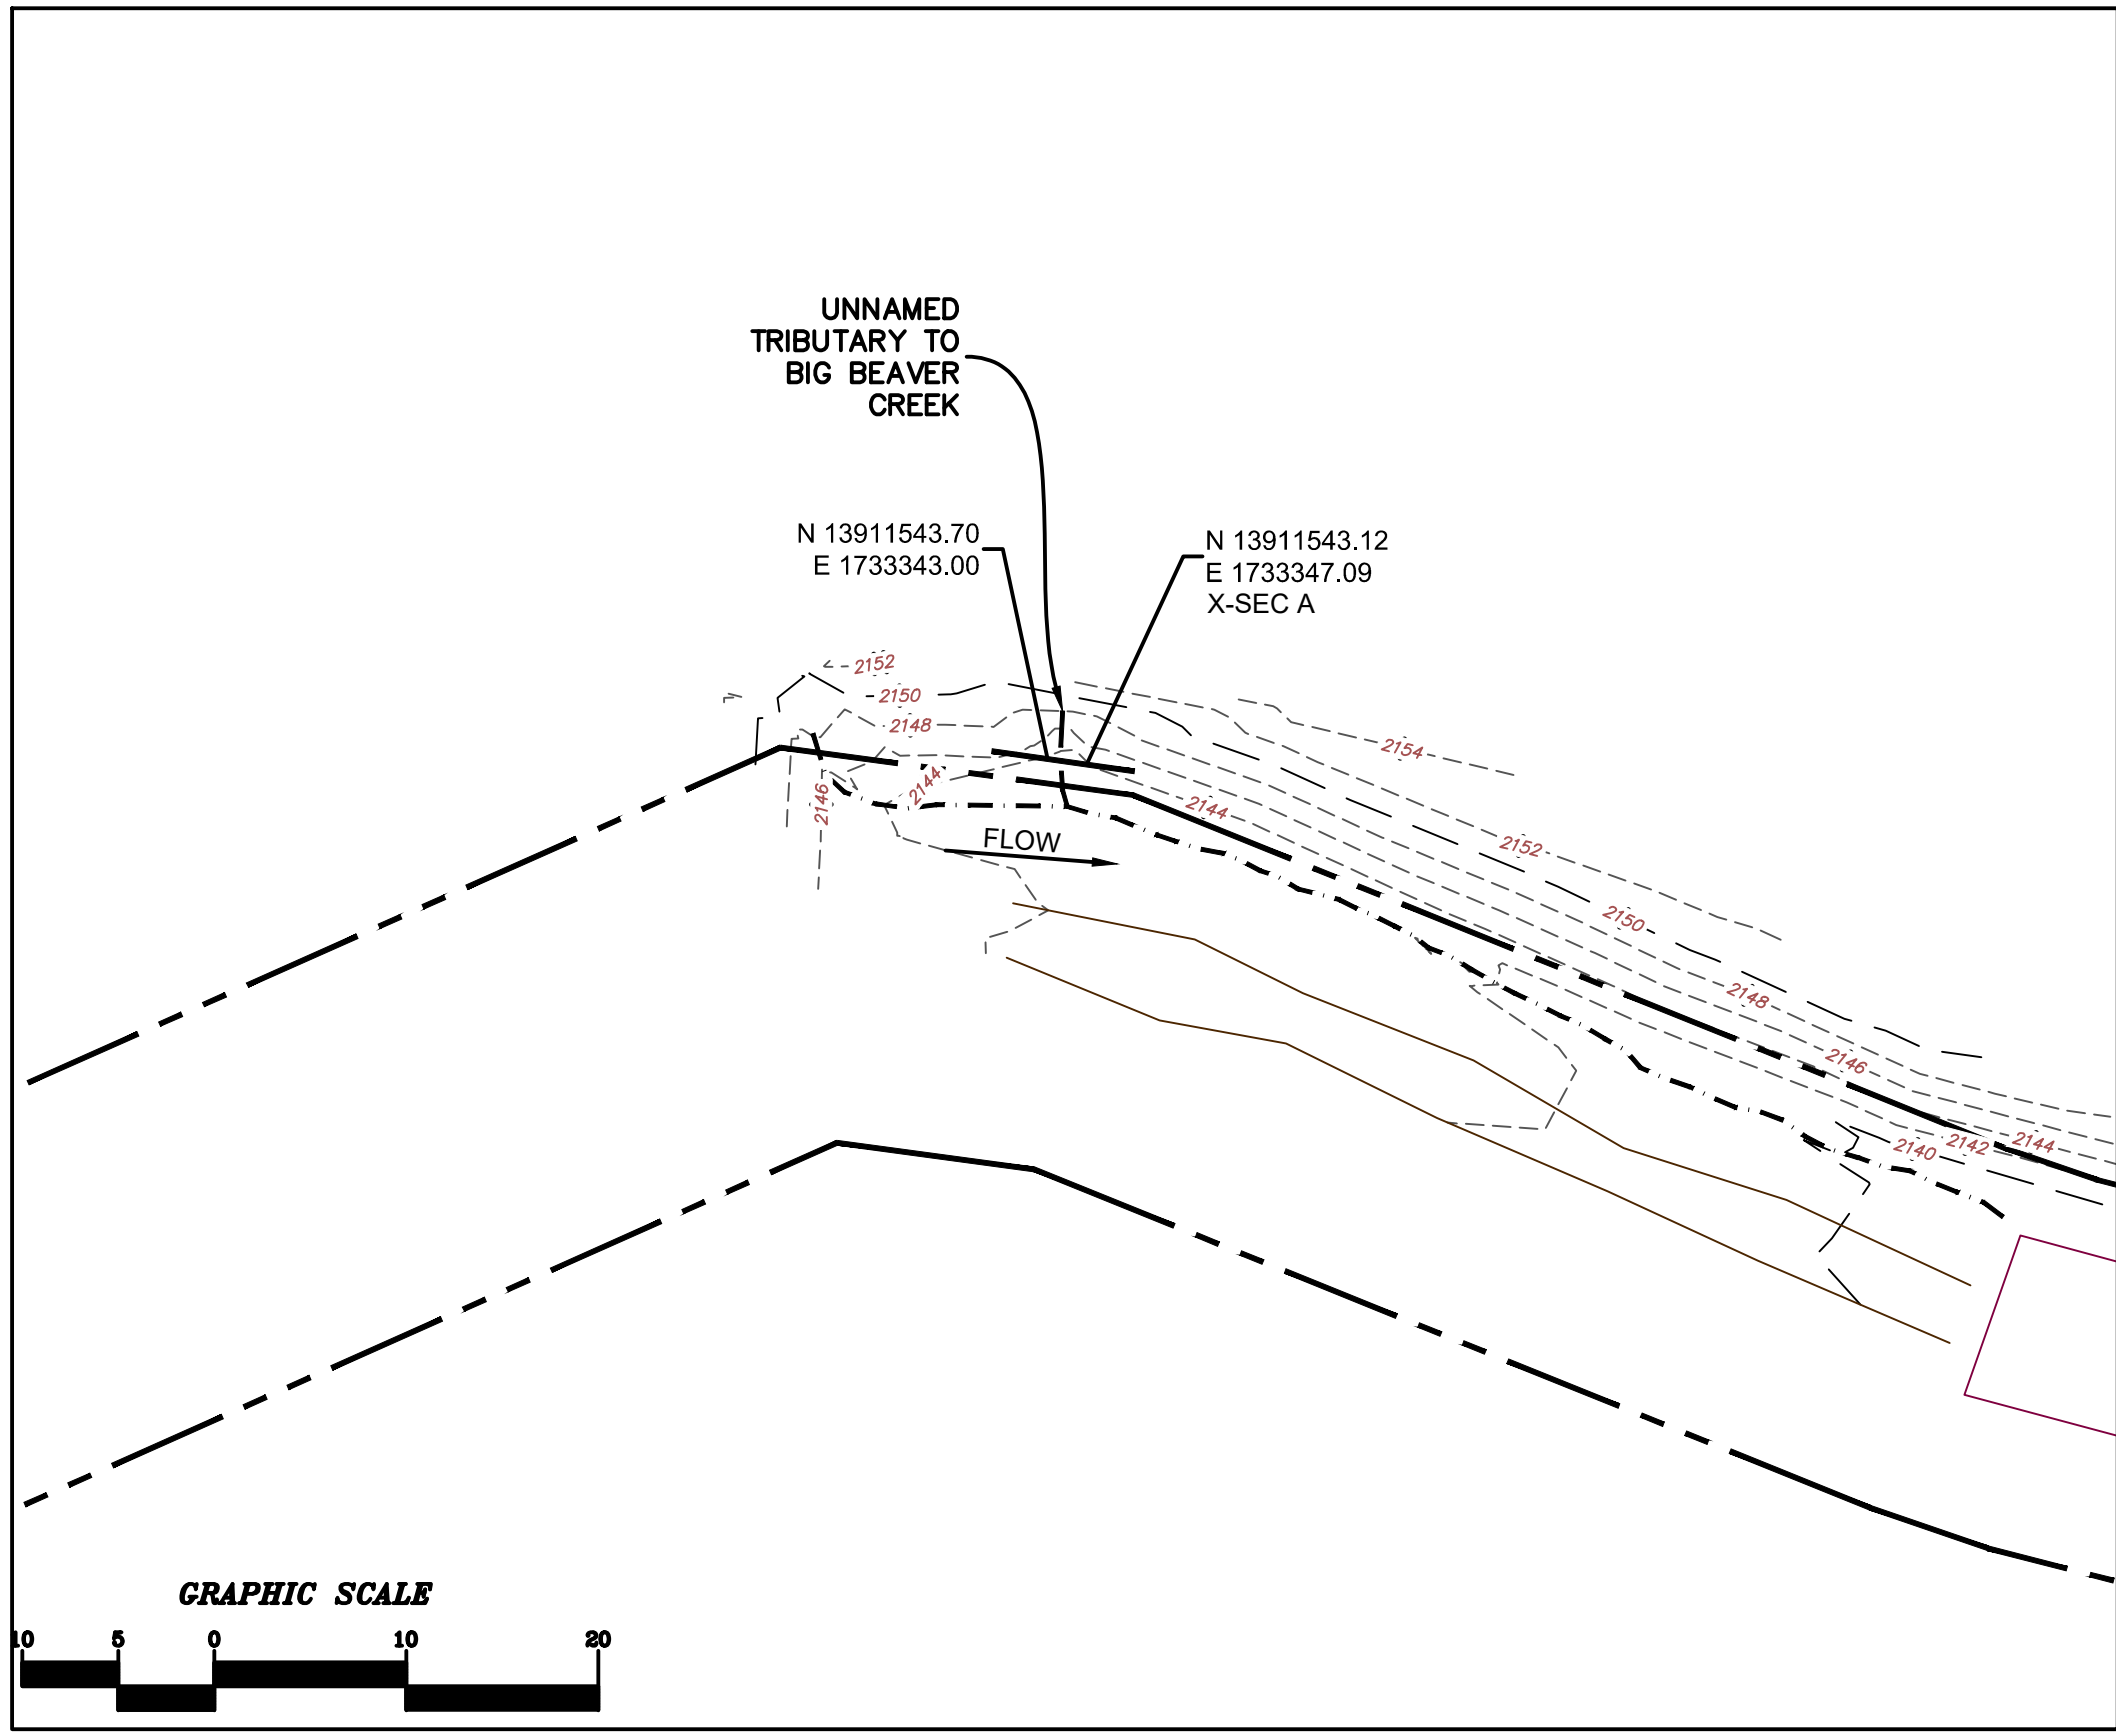 UNNAMED
TRIBUTARY TO
BIG BEAVER
CREEK
N 13911543.70
E 1733343.00
N 13911543.12
E 1733347.09
X-SEC A
2152
2150
2148
2154
2144
2146
2144
FLOW
2152
2150
2148
2146
2140
2142
2144
GRAPHIC SCALE
10 5 0 10 20